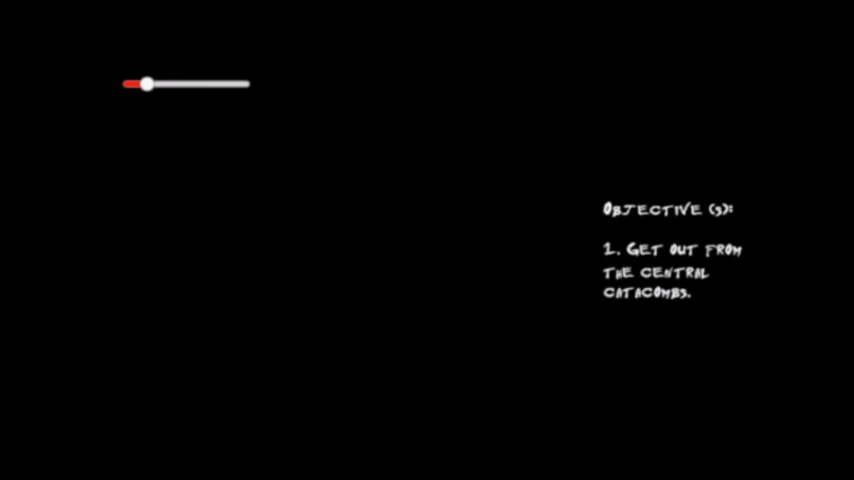 Objective (s):
1. Get out from
the central
catacombs.